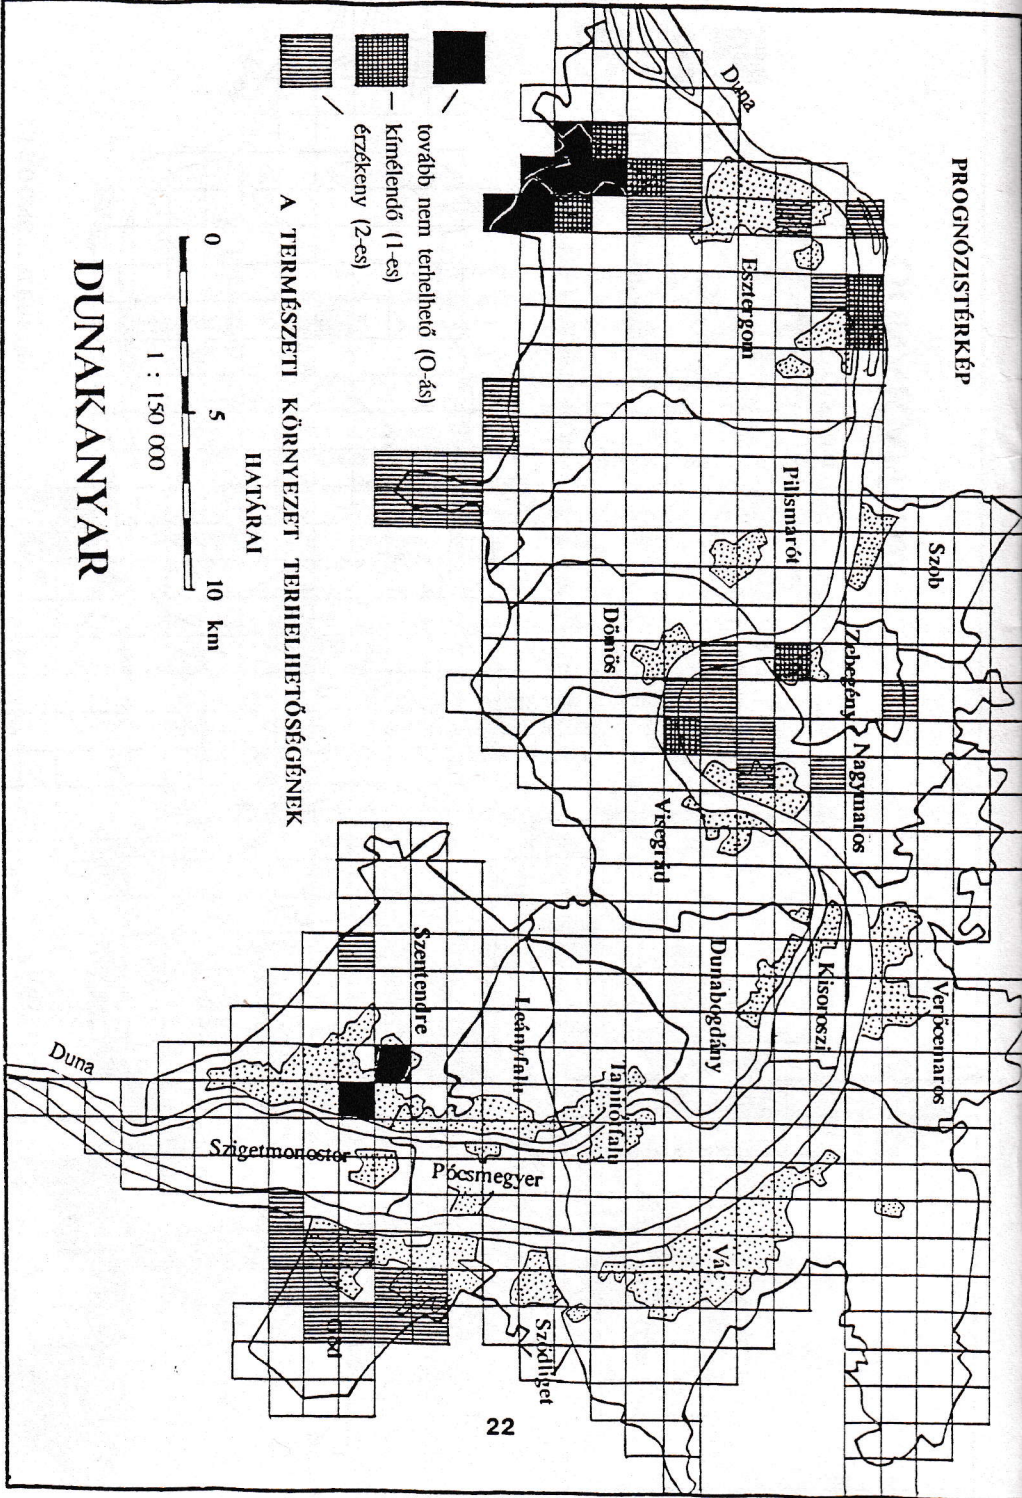 PROGNÓZISTÉRKÉP
Duna
Esztergom
Pilismarót
Szob
Dömös
Zebegény
Nagymaros
Visegrád
Verőcemaros
Kisoroszi
Dunabogdány
Tahitótfalu
Leányfalu
Szentendre
Vác
Pócsmegyer
Szigetmonostor
Sződliget
Göd
Duna
tovább nem terhelhető (O-ás)
kímélendő (1-es)
érzékeny (2-es)
A TERMÉSZETI KÖRNYEZET TERHELHETŐSÉGÉNEK
HATÁRAI
0 5 10 km
1 : 150 000
DUNAKANYAR
22